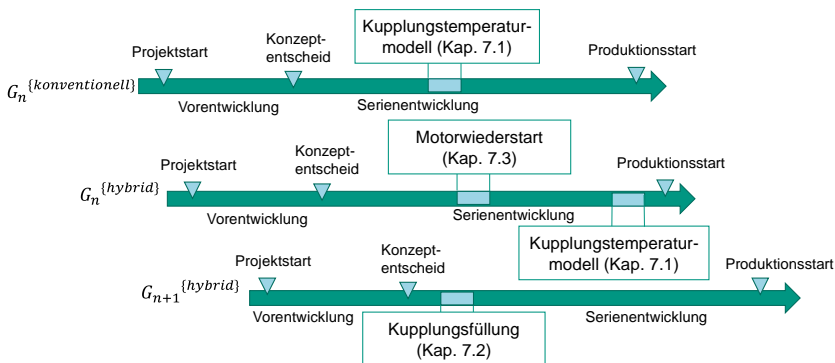 Kupplungstemperatur-
modell (Kap. 7.1)
Projektstart
Konzept-
entscheid
Produktionsstart
G_n^{konventionell}
Vorentwicklung
Serienentwicklung
Motorwiederstart
(Kap. 7.3)
Projektstart
Konzept-
entscheid
Produktionsstart
G_n^{hybrid}
Vorentwicklung
Serienentwicklung
Kupplungstemperatur-
modell (Kap. 7.1)
Projektstart
Konzept-
entscheid
Produktionsstart
G_{n+1}^{hybrid}
Vorentwicklung
Serienentwicklung
Kupplungsfüllung
(Kap. 7.2)